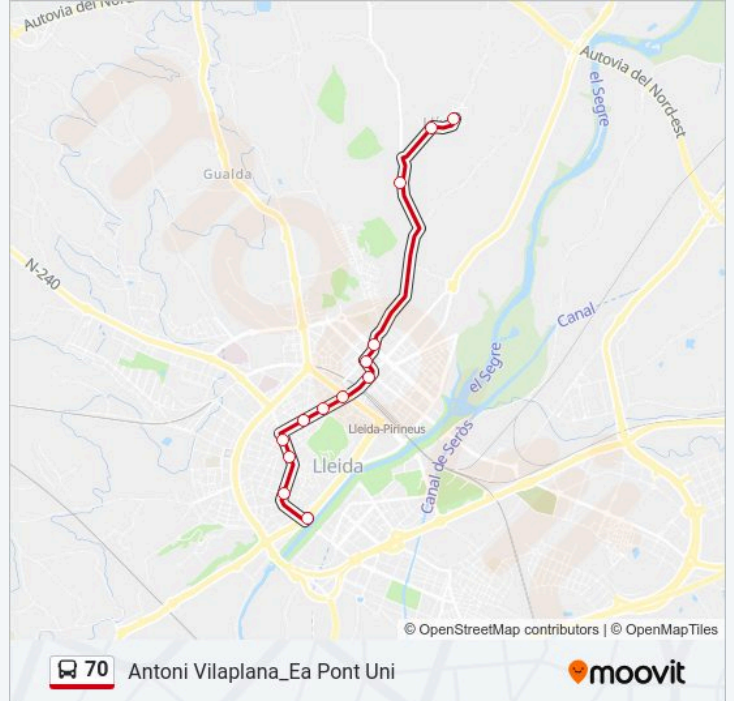 Autovia del Nord-
Autovia del Nord-est
el Segre
Gualda
N-240
Canal
el Segre
Lleida-Pirineus
Lleida
Canal de Seròs
© OpenStreetMap contributors | © OpenMapTiles
70 Antoni Vilaplana_Ea Pont Uni
moovit